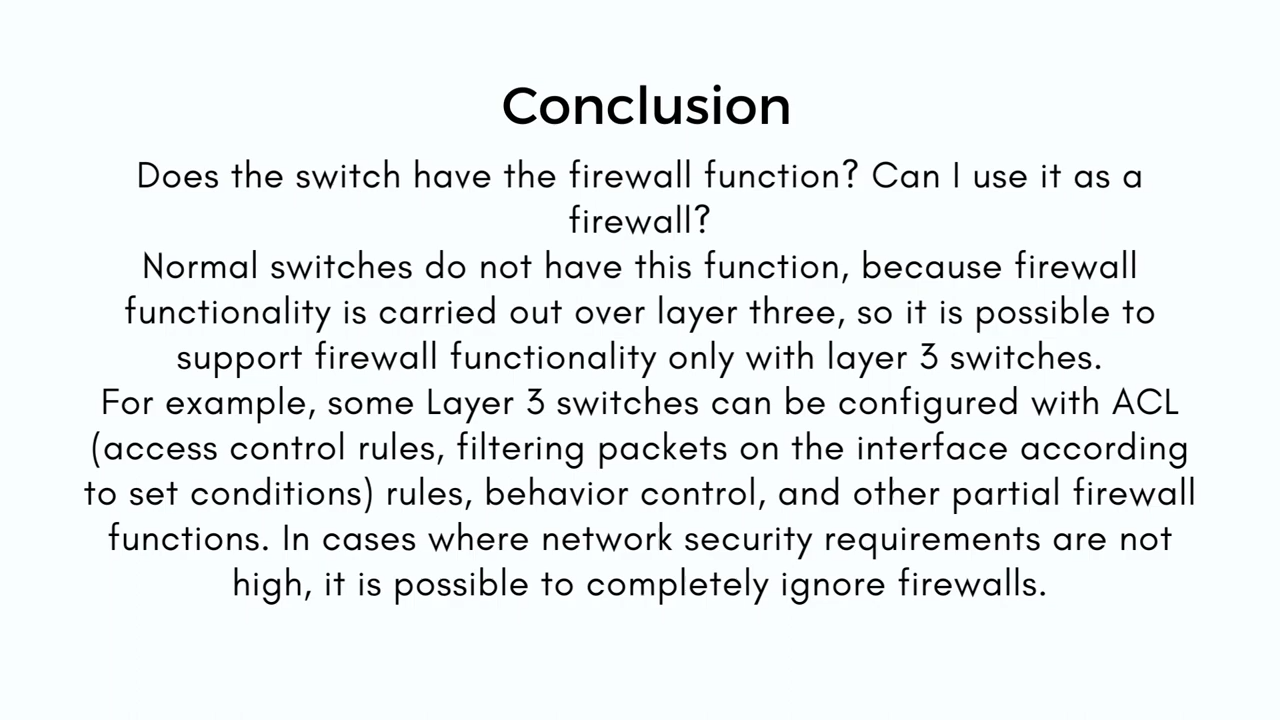 Conclusion
Does the switch have the firewall function? Can I use it as a
firewall?
Normal switches do not have this function, because firewall
functionality is carried out over layer three, so it is possible to
support firewall functionality only with layer 3 switches.
For example, some Layer 3 switches can be configured with ACL
(access control rules, filtering packets on the interface according
to set conditions) rules, behavior control, and other partial firewall
functions. In cases where network security requirements are not
high, it is possible to completely ignore firewalls.